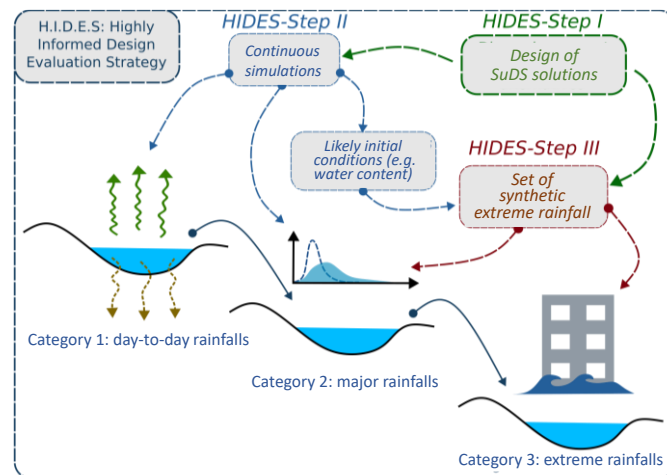 H.I.D.E.S: Highly
Informed Design
Evaluation Strategy
HIDES-Step II
HIDES-Step I
Continuous
simulations
Design of
SuDS solutions
Likely initial
conditions (e.g.
water content)
HIDES-Step III
Set of
synthetic
extreme rainfall
Category 1: day-to-day rainfalls
Category 2: major rainfalls
Category 3: extreme rainfalls